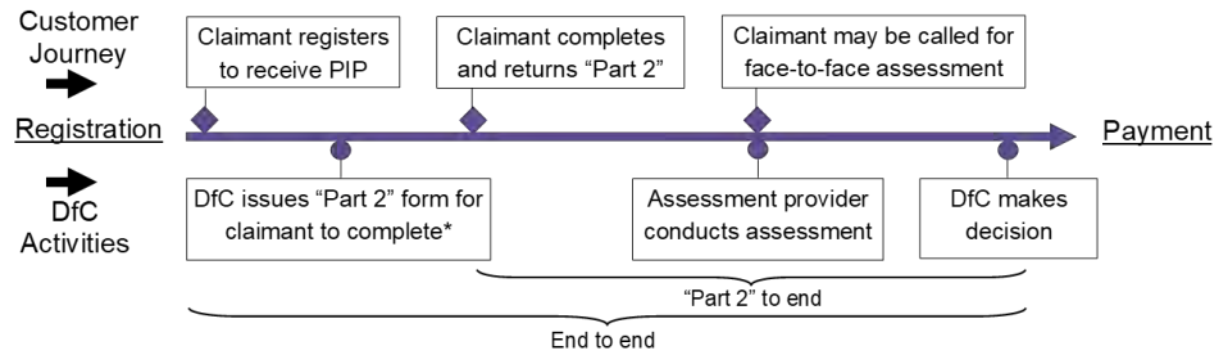 Customer
Journey
Claimant registers
to receive PIP
Claimant completes
and returns “Part 2”
Claimant may be called for
face-to-face assessment
Registration
Payment
DfC
Activities
DfC issues “Part 2” form for
claimant to complete*
Assessment provider
conducts assessment
DfC makes
decision
“Part 2” to end
End to end